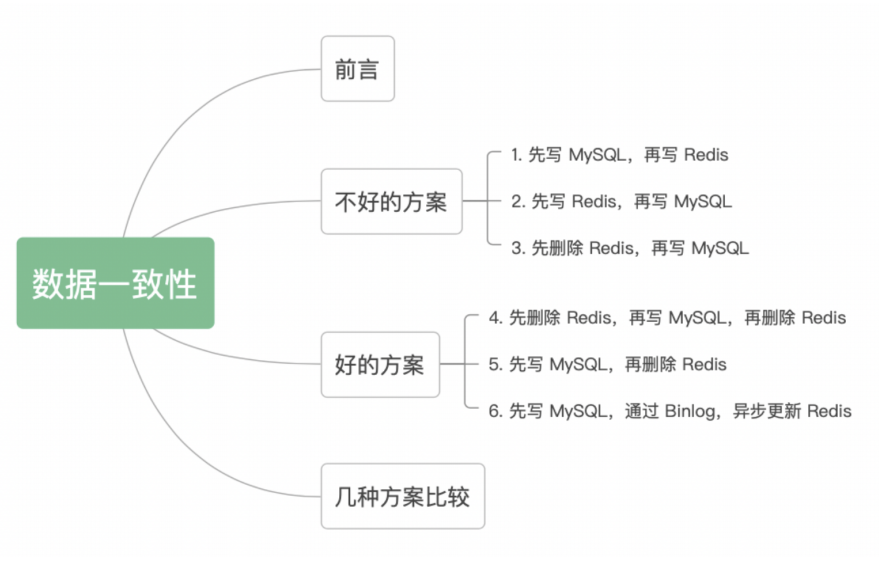 前言
不好的方案
1. 先写 MySQL，再写 Redis
2. 先写 Redis，再写 MySQL
3. 先删除 Redis，再写 MySQL
数据一致性
好的方案
4. 先删除 Redis，再写 MySQL，再删除 Redis
5. 先写 MySQL，再删除 Redis
6. 先写 MySQL，通过 Binlog，异步更新 Redis
几种方案比较